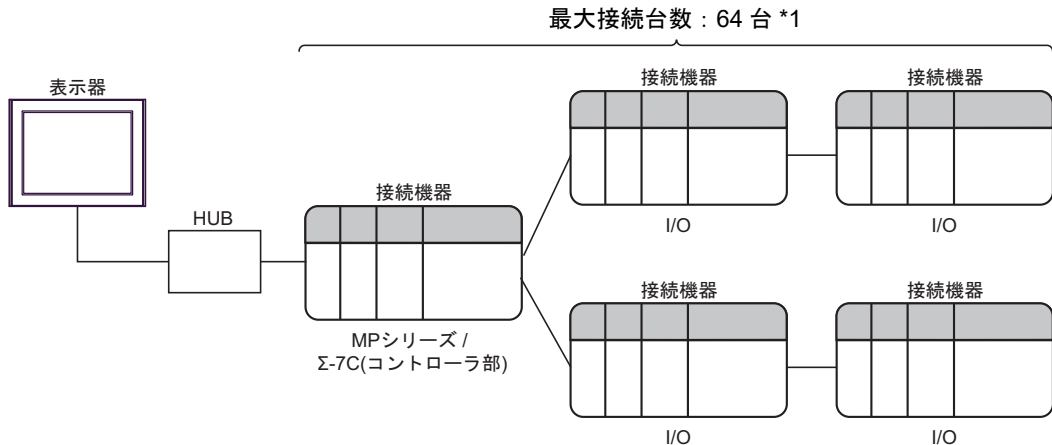 最大接続台数：64 台 *1
表示器
HUB
接続機器
MPシリーズ /
Σ-7C(コントローラ部)
接続機器
I/O
接続機器
I/O
接続機器
I/O
接続機器
I/O